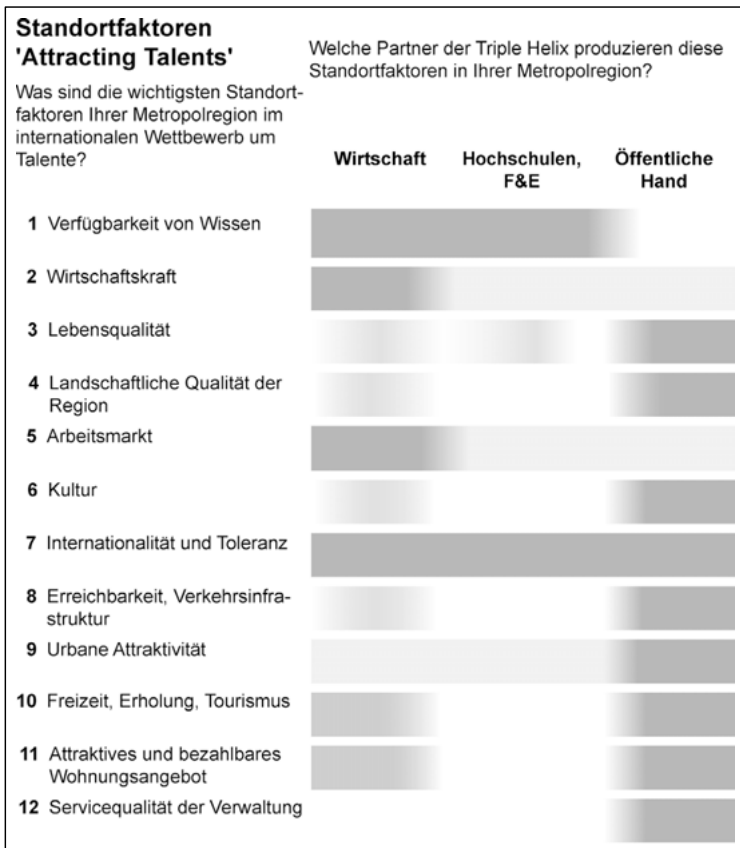 Standortfaktoren
'Attracting Talents'
Was sind die wichtigsten Standort-
faktoren Ihrer Metropolregion im
internationalen Wettbewerb um
Talente?
Welche Partner der Triple Helix produzieren diese
Standortfaktoren in Ihrer Metropolregion?
Wirtschaft
Hochschulen,
F&E
Öffentliche
Hand
1 Verfügbarkeit von Wissen
2 Wirtschaftskraft
3 Lebensqualität
4 Landschaftliche Qualität der
Region
5 Arbeitsmarkt
6 Kultur
7 Internationalität und Toleranz
8 Erreichbarkeit, Verkehrsinfra-
struktur
9 Urbane Attraktivität
10 Freizeit, Erholung, Tourismus
11 Attraktives und bezahlbares
Wohnungsangebot
12 Servicequalität der Verwaltung